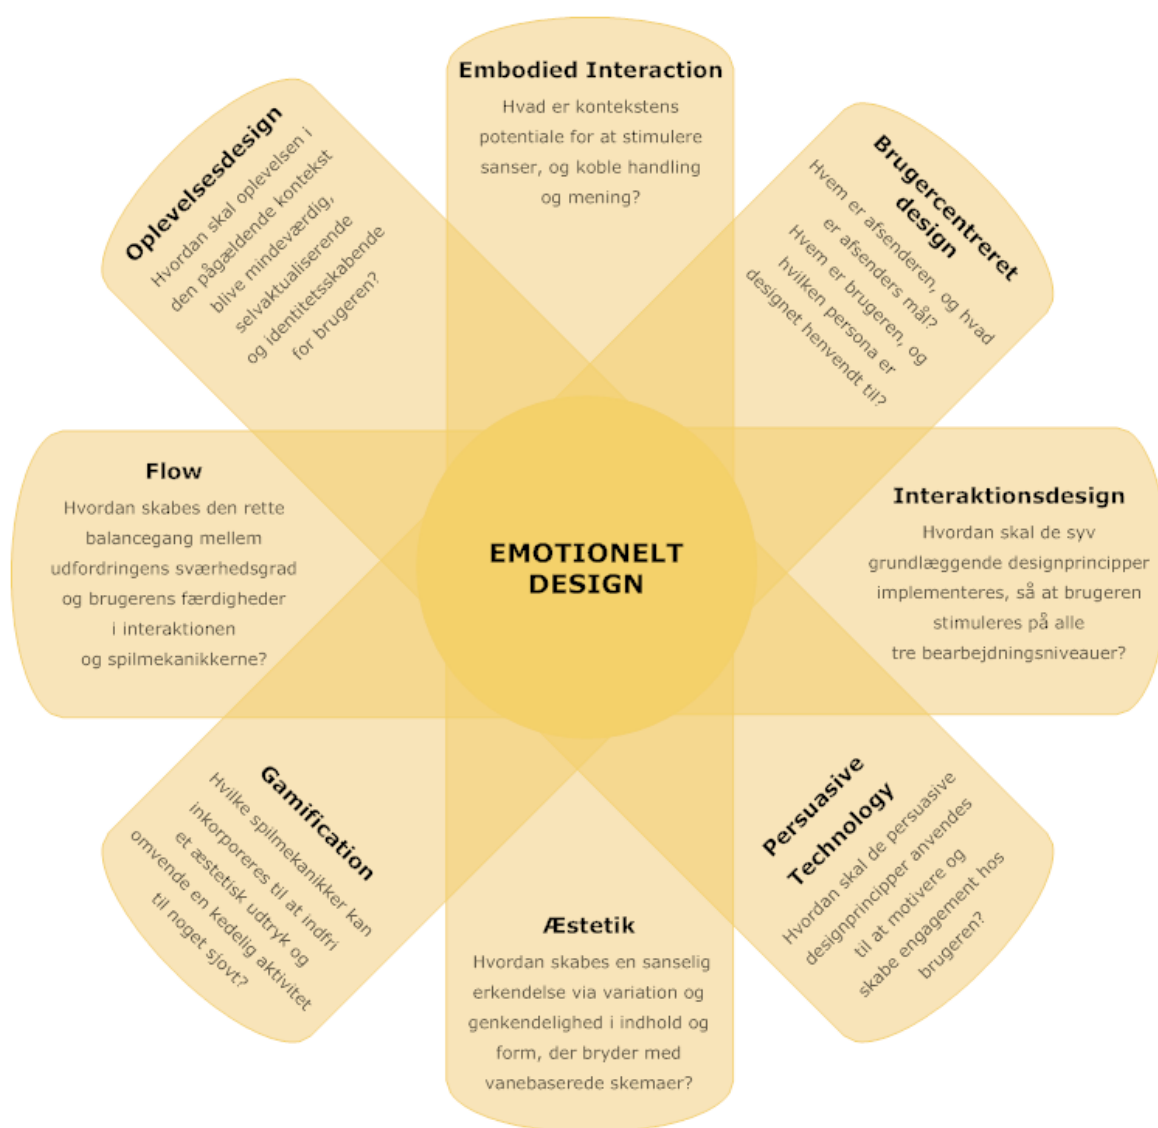 Embodied Interaction
Hvad er kontekstens
potentiale for at stimulere
sanser, og koble handling
og mening?
Brugercentreret
design
Hvem er afsenderen, og hvad
er afsenders mål?
Hvem er brugeren, og
hvilken persona er
designet henvendt til?
Interaktionsdesign
Hvordan skal de syv
grundlæggende designprincipper
implementeres, så at brugeren
stimuleres på alle
tre bearbejdningsniveauer?
Persuasive
Technology
Hvordan skal de persuasive
designprincipper anvendes
til at motivere og
skabe engagement hos
brugeren?
Æstetik
Hvordan skabes en sanselig
erkendelse via variation og
genkendelighed i indhold og
form, der bryder med
vanebaserede skemaer?
Gamification
Hvilke spilmekanikker kan
inkorporeres til at indfri
et æstetisk udtryk og
omvende en kedelig aktivitet
til noget sjovt?
Flow
Hvordan skabes den rette
balancegang mellem
udfordringens sværhedsgrad
og brugerens færdigheder
i interaktionen
og spilmekanikkerne?
Oplevelsesdesign
Hvordan skal oplevelsen i
den pågældende kontekst
blive mindeværdig,
selvaktualiserende
og identitetsskabende
for brugeren?
EMOTIONELT
DESIGN